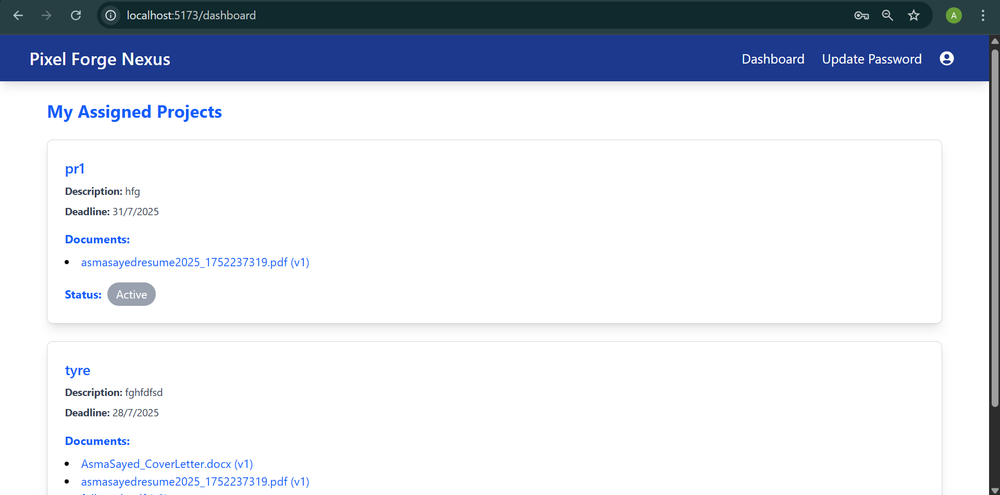 localhost:5173/dashboard
A
Pixel Forge Nexus
Dashboard
Update Password
My Assigned Projects
pr1
Description: hfg
Deadline: 31/7/2025
Documents:
asmasayedresume2025_1752237319.pdf (v1)
Status: Active
tyre
Description: fghfdfsd
Deadline: 28/7/2025
Documents:
AsmaSayed_CoverLetter.docx (v1)
asmasayedresume2025_1752237319.pdf (v1)